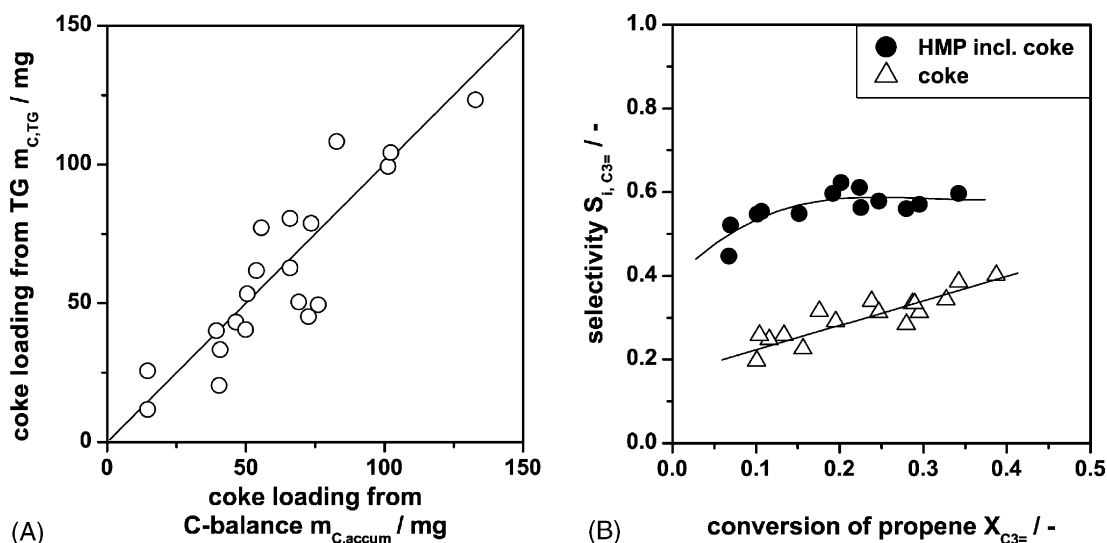 150
100
50
0
0
50
100
150
coke loading from TG m_C,TG / mg
coke loading from
C-balance m_C,accum / mg
(A)
1.0
0.8
0.6
0.4
0.2
0.0
0.0
0.1
0.2
0.3
0.4
0.5
selectivity S_i, C3= / -
HMP incl. coke
coke
conversion of propene X_C3= / -
(B)